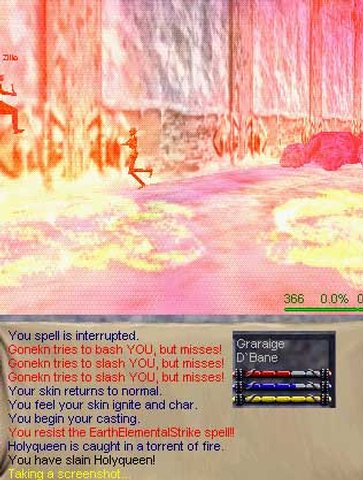 Zillo
366 0.0% 0
You spell is interrupted.
Gonekn tries to bash YOU, but misses!
Gonekn tries to slash YOU, but misses!
Gonekn tries to slash YOU, but misses!
Your skin returns to normal.
You feel your skin ignite and char.
You begin your casting.
You resist the EarthElementalStrike spell!!
Holyqueen is caught in a torrent of fire.
You have slain Holyqueen!
Taking a screenshot...
Graraige
D`Bane